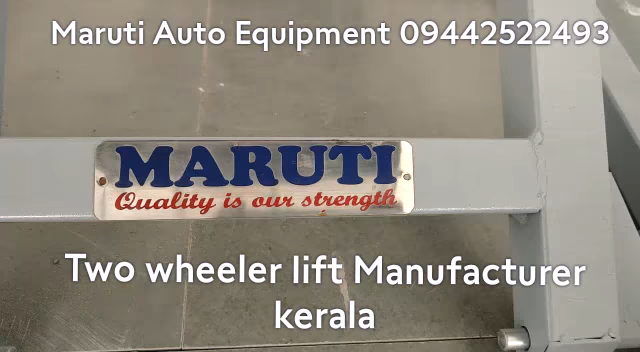 Maruti Auto Equipment 09442522493
MARUTI
Quality is our strength
Two wheeler lift Manufacturer
kerala